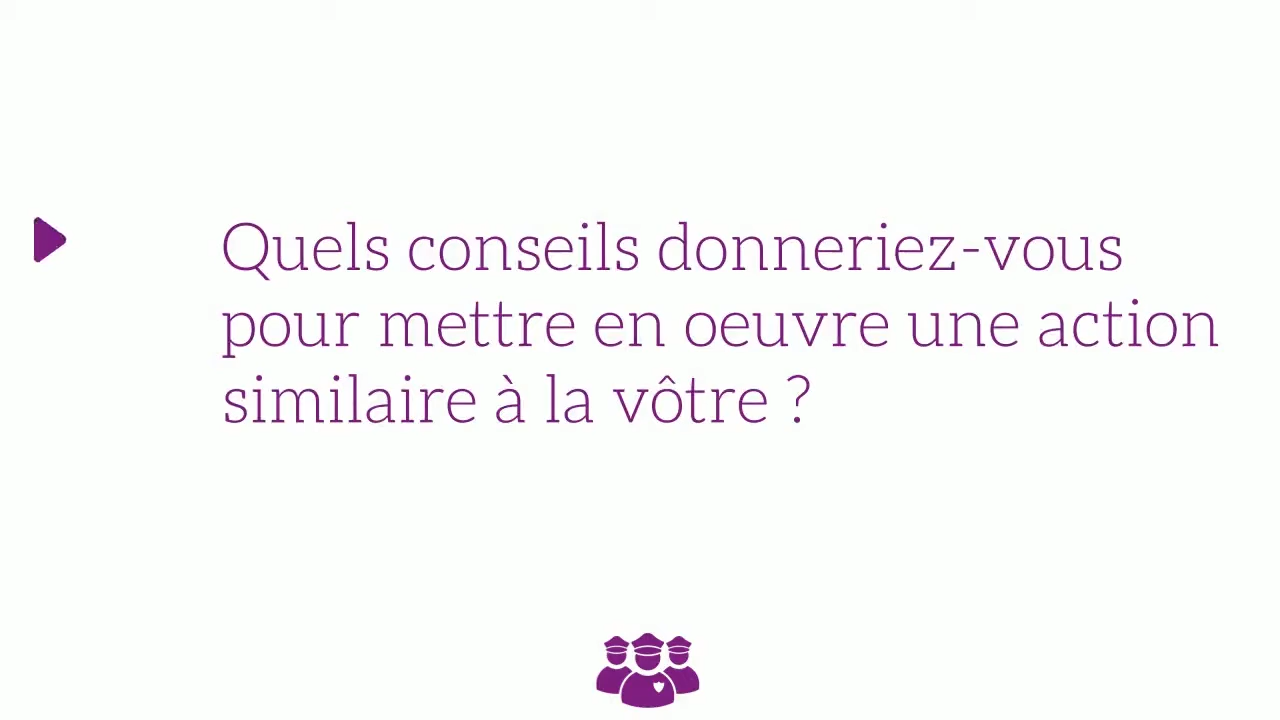 Quels conseils donneriez-vous
pour mettre en oeuvre une action
similaire à la vôtre ?